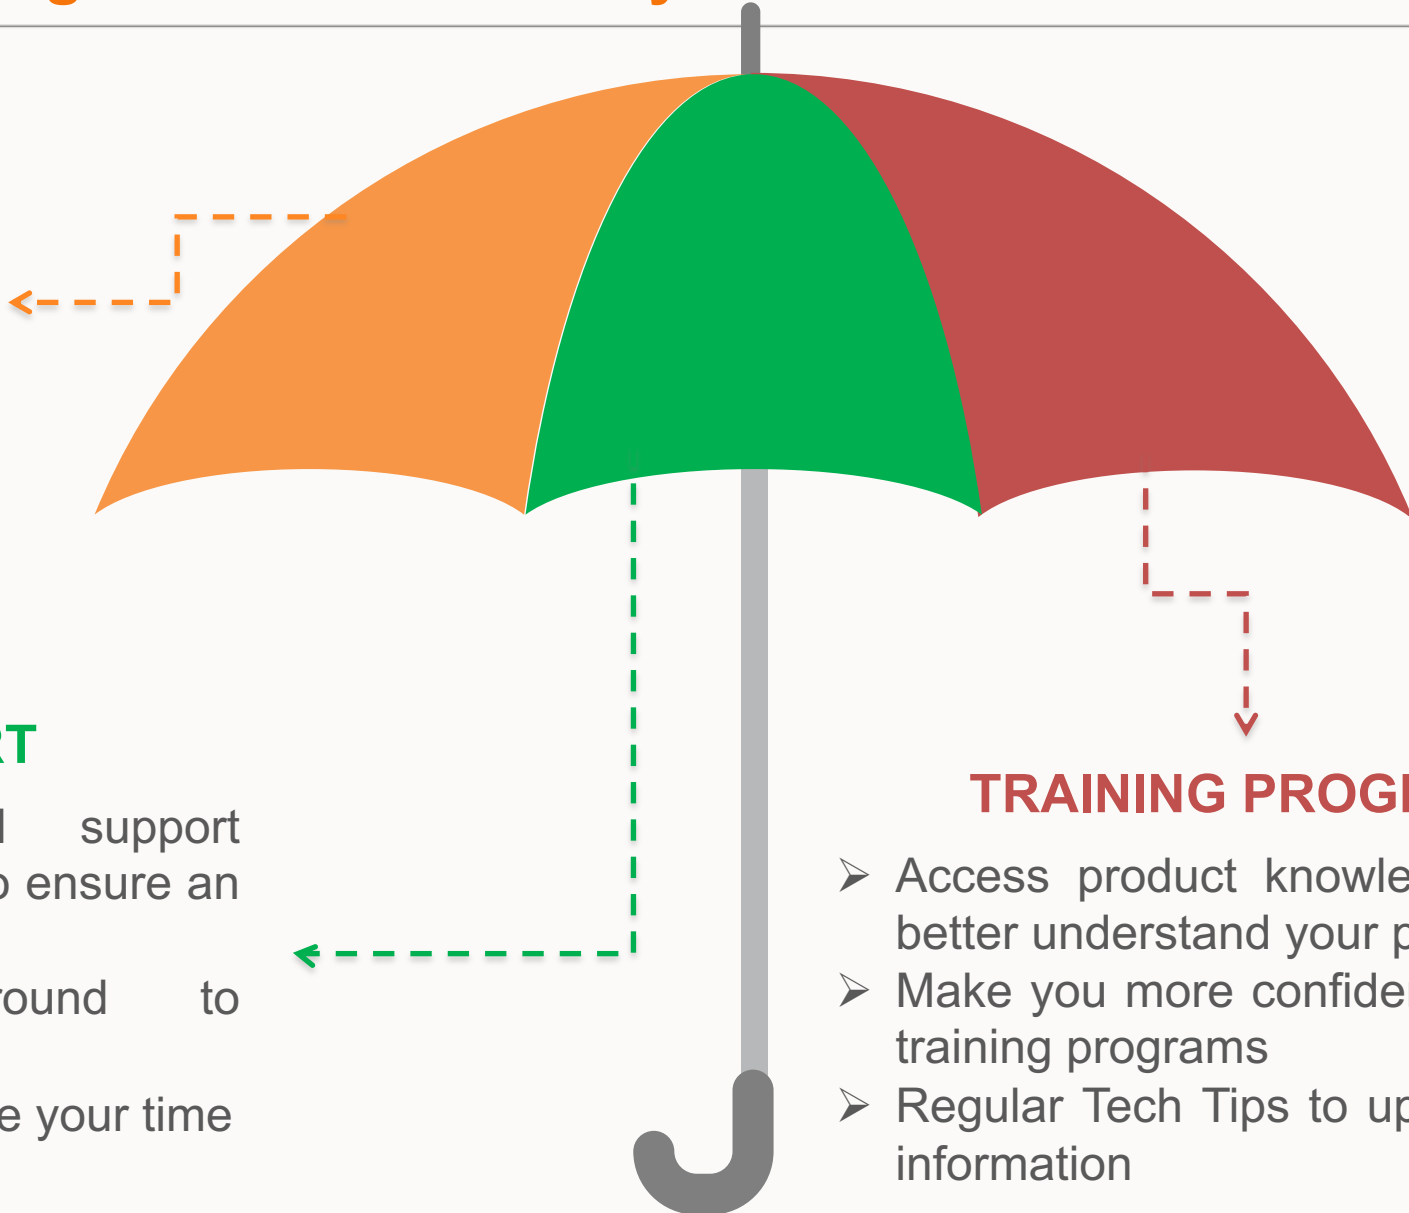 RT
support
ensure an
to
your time
TRAINING PROG
Access product knowle
better understand your p
Make you more confide
training programs
Regular Tech Tips to up
information